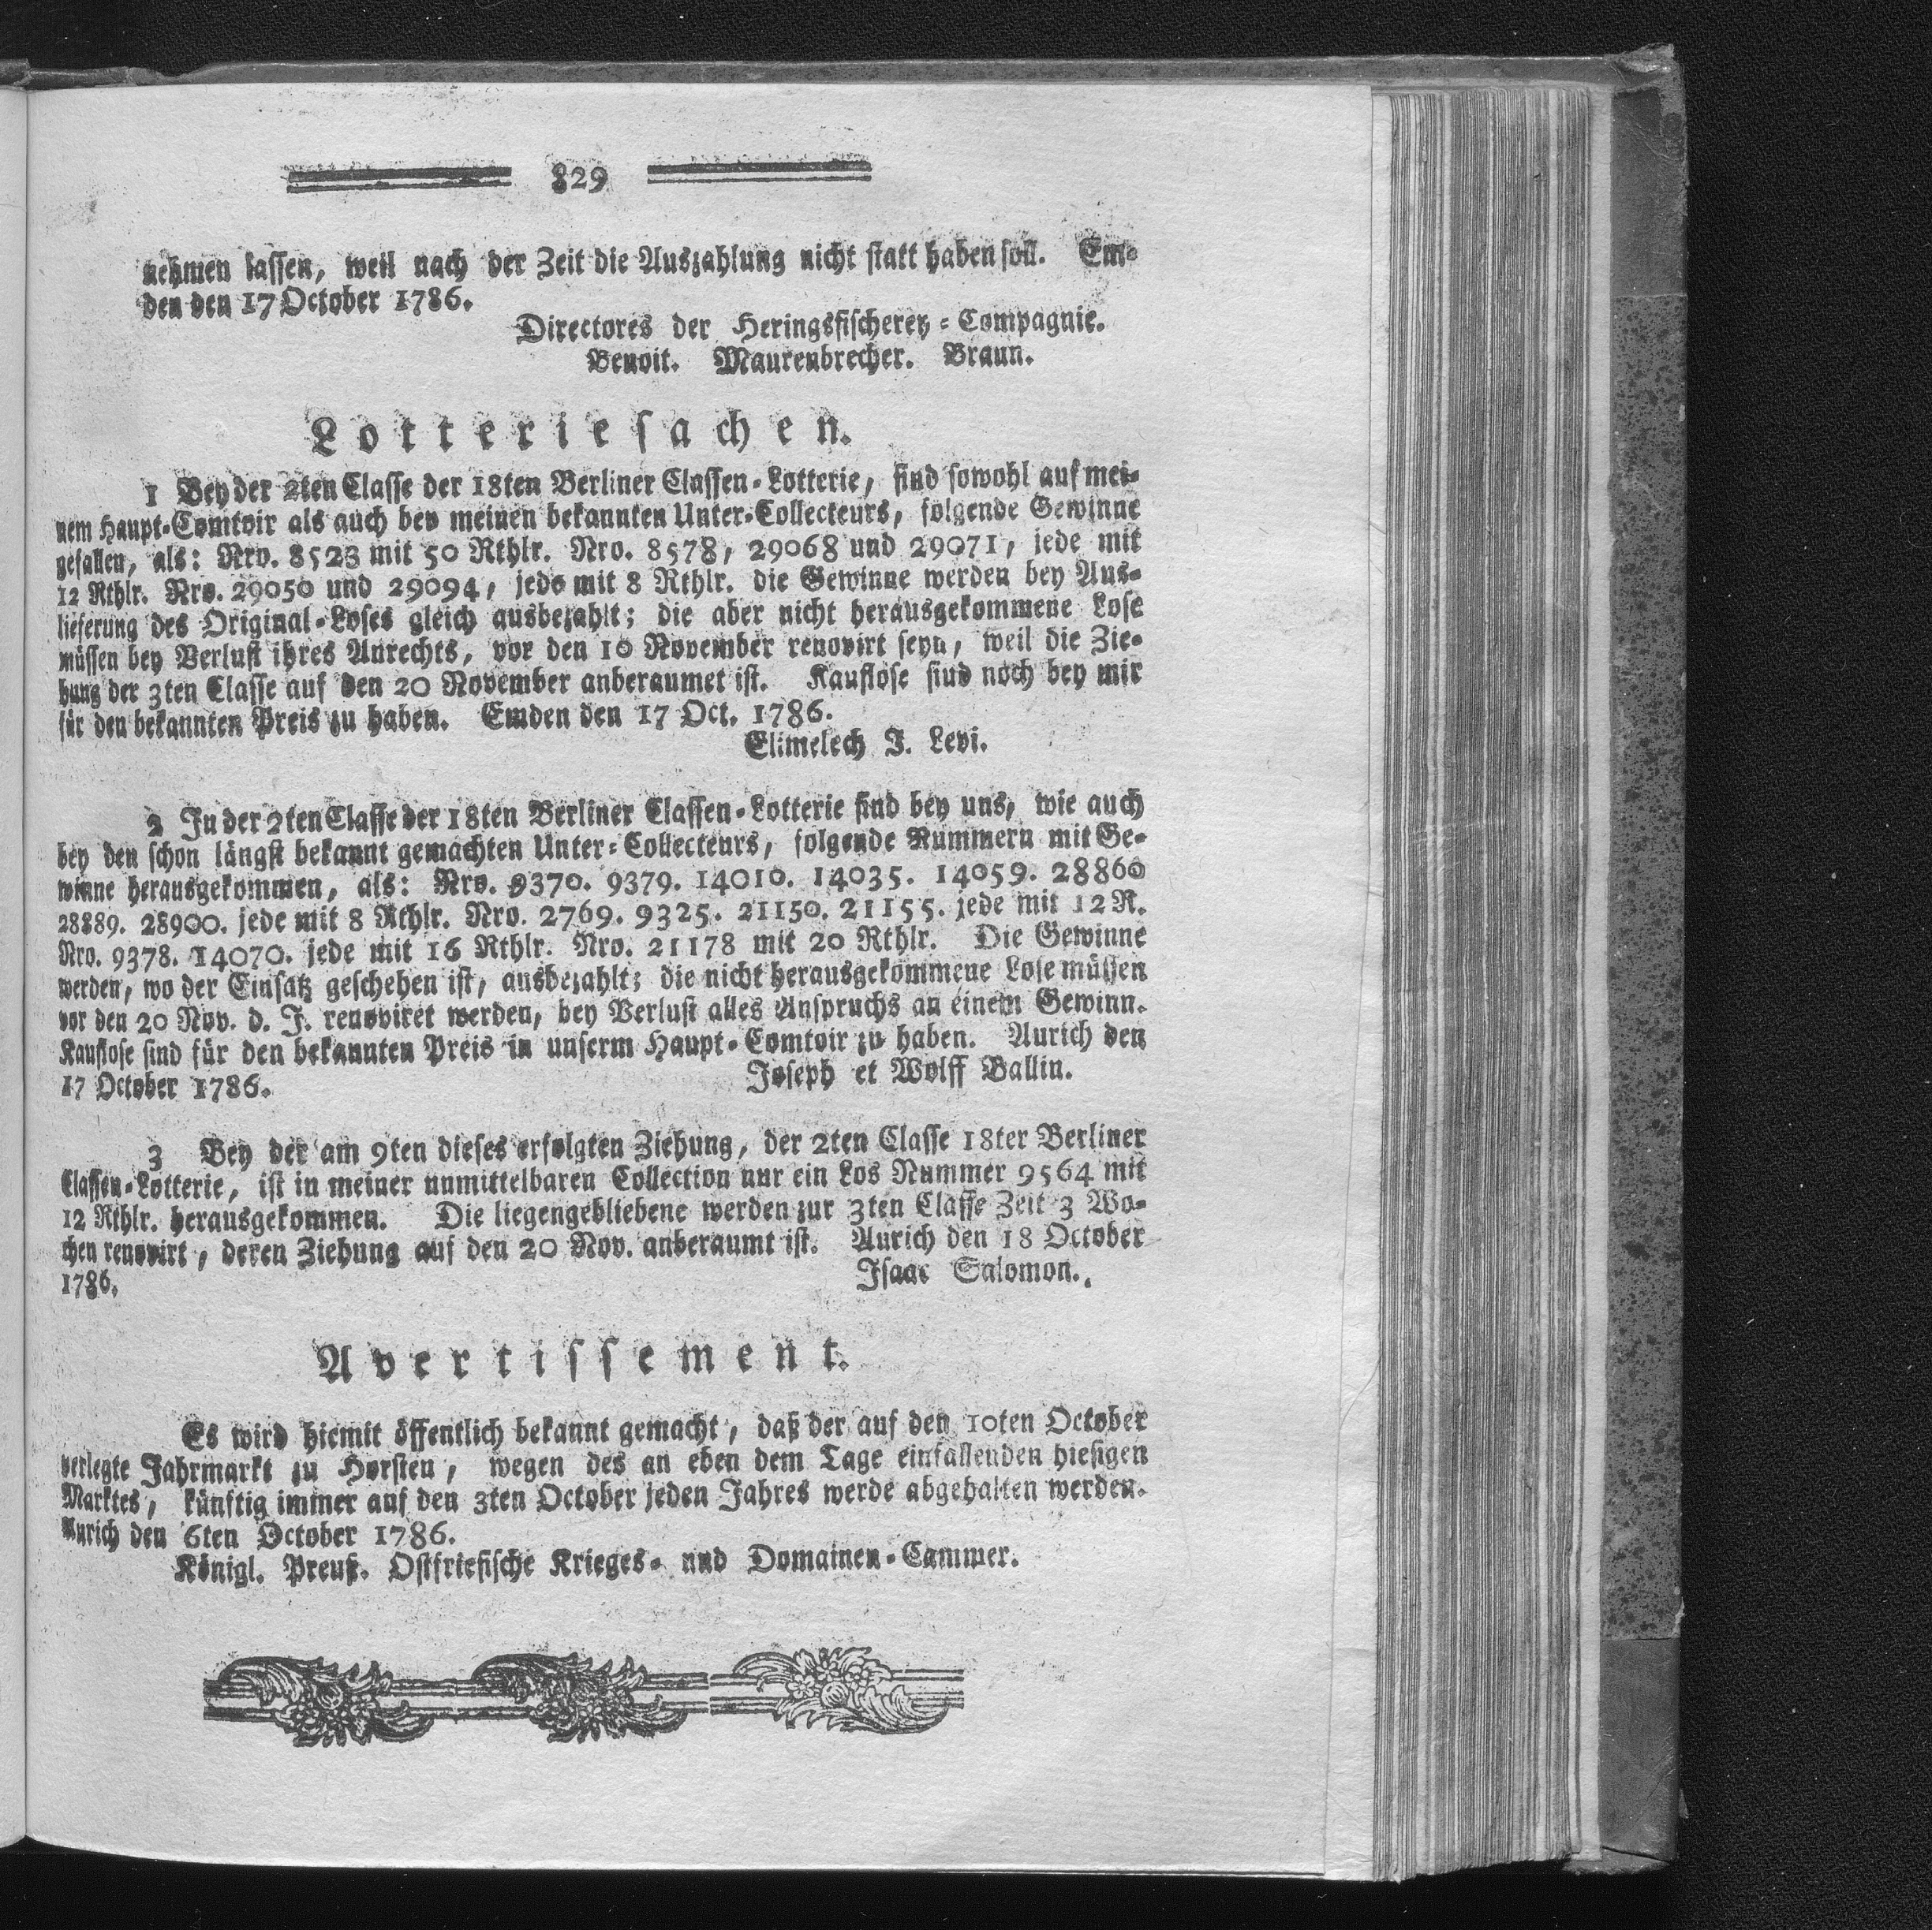 829
nehmen lassen, weil nach der Zeit die Auszahlung nicht statt haben soll. Em-
den den 17 October 1786.
Directores der Heringsfischerey-Compagnie.
Benoit. Maurenbrecher. Braun.
Lotteriesachen.
1 Bey der 2ten Classe der 18ten Berliner Classen-Lotterie, sind sowohl auf mei-
nem Haupt-Comtoir als auch bey meinen bekannten Unter-Collecteurs, folgende Gewinne
gefallen, als: Nro. 8523 mit 50 Rthlr. Nro. 8578, 29068 und 29071, jede mit
12 Rthlr. Nro. 29050 und 29094, jede mit 8 Rthlr. die Gewinne werden bey Aus-
lieferung des Original-Loses gleich ausbezahlt; die aber nicht herausgekommene Lose
müssen bey Verlust ihres Anrechts, vor den 10 November renovirt seyn, weil die Zie-
hung der 3ten Classe auf den 20 November anberaumet ist. Kauflose sind noch bey mir
für den bekannten Preis zu haben. Emden den 17 Oct. 1786.
Elimelech J. Levi.
2 In der 2ten Classe der 18ten Berliner Classen-Lotterie sind bey uns, wie auch
bey den schon längst bekannt gemachten Unter-Collecteurs, folgende Nummern mit Ge-
winne herausgekommen, als: Nro. 9370. 9379. 14010. 14035. 14059. 28860
28889. 28900. jede mit 8 Rthlr. Nro. 2769. 9325. 21150. 21155. jede mit 12 R.
Nro. 9378. 14070. jede mit 16 Rthlr. Nro. 21178 mit 20 Rthlr. Die Gewinne
werden, wo der Einsatz geschehen ist, ausbezahlt; die nicht herausgekommene Lose müssen
vor den 20 Nov. d. J. renoviret werden, bey Verlust alles Anspruchs an einem Gewinn.
Kauflose sind für den bekannten Preis in unserm Haupt-Comtoir zu haben. Aurich den
17 October 1786. Joseph et Wolff Ballin.
3 Bey der am 9ten dieses erfolgten Ziehung, der 2ten Classe 18ter Berliner
Classen-Lotterie, ist in meiner unmittelbaren Collection nur ein Los Nummer 9564 mit
12 Rthlr. herausgekommen. Die liegengebliebene werden zur 3ten Classe Zeit 3 Wo-
chen renovirt, deren Ziehung auf den 20 Nov. anberaumt ist. Aurich den 18 October
1786. Isaac Salomon.
Avertissement.
Es wird hiemit öffentlich bekannt gemacht, daß der auf den 10ten October
verlegte Jahrmarkt zu Horsten, wegen des an eben dem Tage einfallenden hiesigen
Marktes, künftig immer auf den 3ten October jeden Jahres werde abgehalten werden.
Aurich den 6ten October 1786.
Königl. Preuß. Ostfriesische Krieges- und Domainen-Cammer.